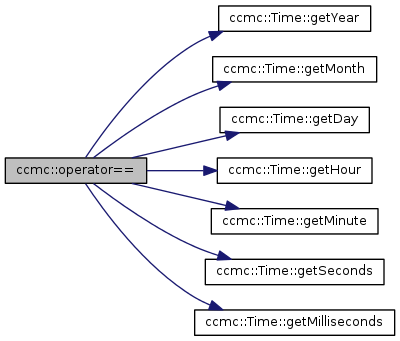 ccmc::Time::getYear
ccmc::Time::getMonth
ccmc::Time::getDay
ccmc::operator==
ccmc::Time::getHour
ccmc::Time::getMinute
ccmc::Time::getSeconds
ccmc::Time::getMilliseconds